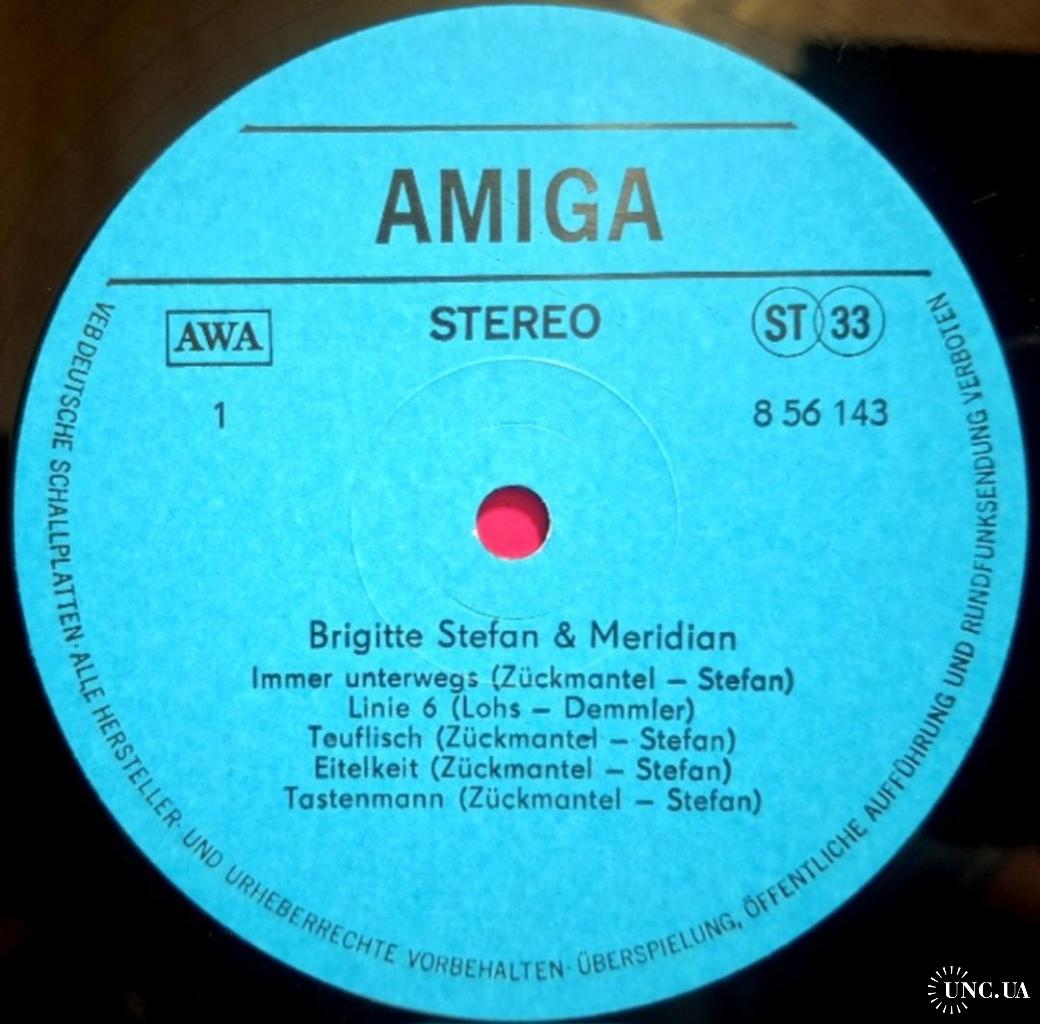 AMIGA
AWA
STEREO
ST 33
1
8 56 143
Brigitte Stefan & Meridian
Immer unterwegs (Zückmantel – Stefan)
Linie 6 (Lohs – Demmler)
Teuflisch (Zückmantel – Stefan)
Eitelkeit (Zückmantel – Stefan)
Tastenmann (Zückmantel – Stefan)
VEB DEUTSCHE SCHALLPLATTEN · ALLE HERSTELLER- UND URHEBERRECHTE VORBEHALTEN · ÜBERSPIELUNG, ÖFFENTLICHE AUFFÜHRUNG UND RUNDFUNKSENDUNG VERBOTEN
UNC.UA